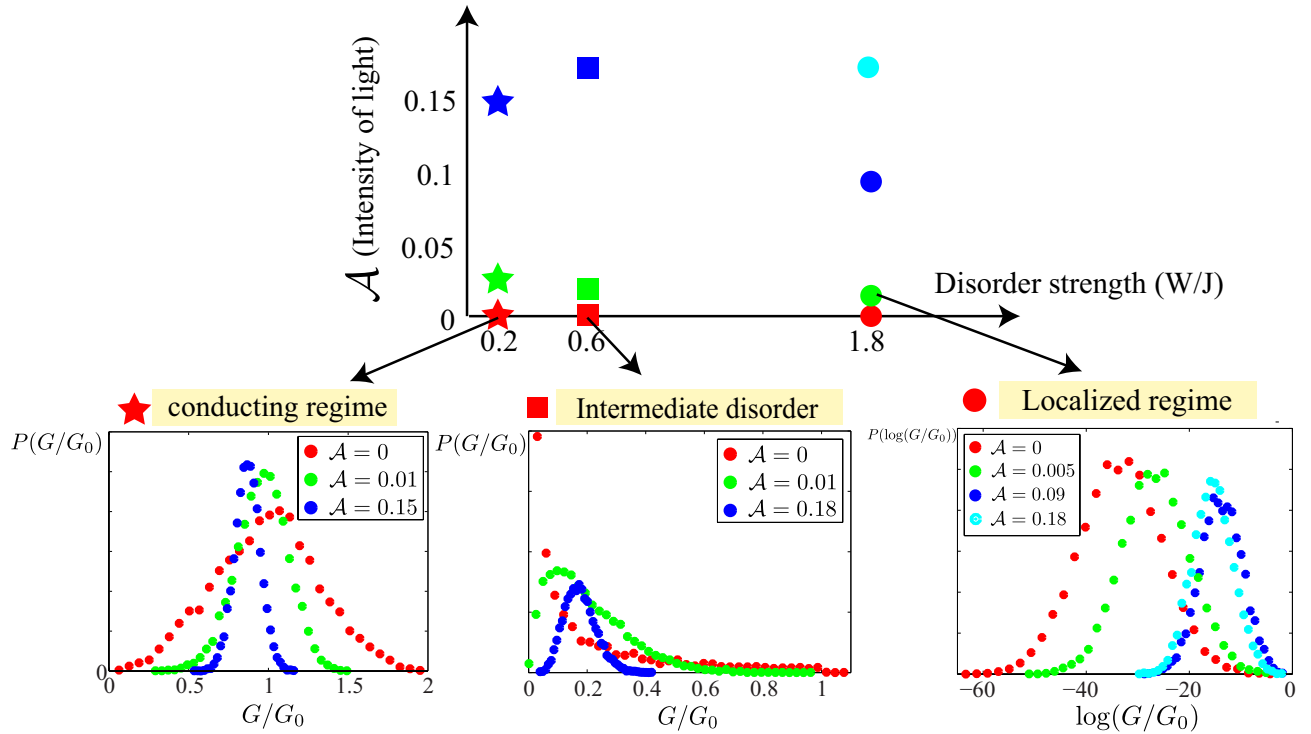 𝒜 (Intensity of light)
0.15
0.1
0.05
0
0.2
0.6
1.8
Disorder strength (W/J)
conducting regime
Intermediate disorder
Localized regime
P(G/G₀)
𝒜 = 0
𝒜 = 0.01
𝒜 = 0.15
0
0
0.5
1
1.5
2
G/G₀
P(G/G₀)
𝒜 = 0
𝒜 = 0.01
𝒜 = 0.18
0
0.2
0.4
0.6
0.8
1
G/G₀
P(log(G/G₀))
𝒜 = 0
𝒜 = 0.005
𝒜 = 0.09
𝒜 = 0.18
−60
−40
−20
0
log(G/G₀)